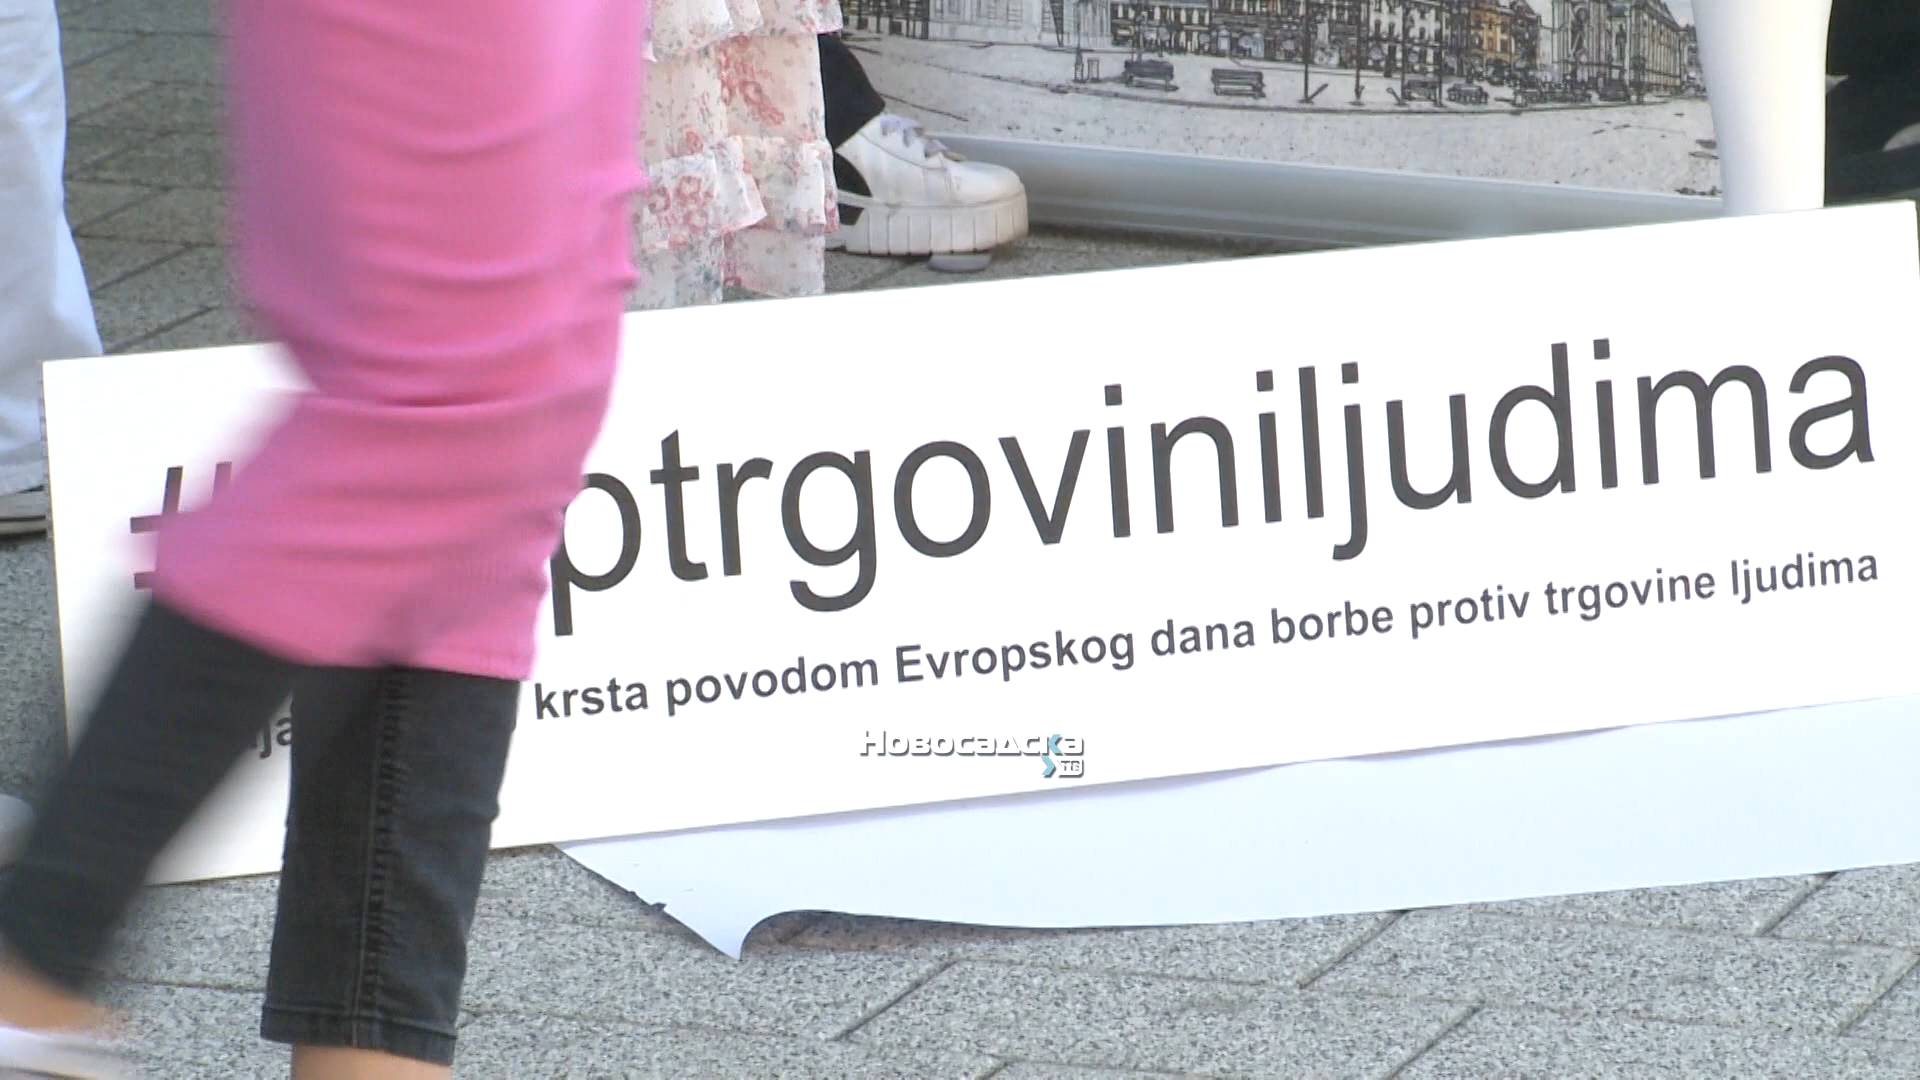 ptrgoviniljudima
krsta povodom Evropskog dana borbe protiv trgovine ljudima
Новосадска
ТВ